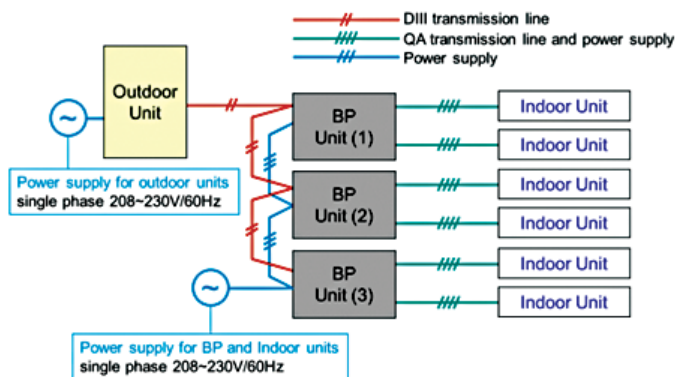 DIII transmission line
QA transmission line and power supply
Power supply
Outdoor
Unit
BP
Unit (1)
Indoor Unit
Indoor Unit
Power supply for outdoor units
single phase 208~230V/60Hz
BP
Unit (2)
Indoor Unit
Indoor Unit
BP
Unit (3)
Indoor Unit
Indoor Unit
Power supply for BP and Indoor units
single phase 208~230V/60Hz